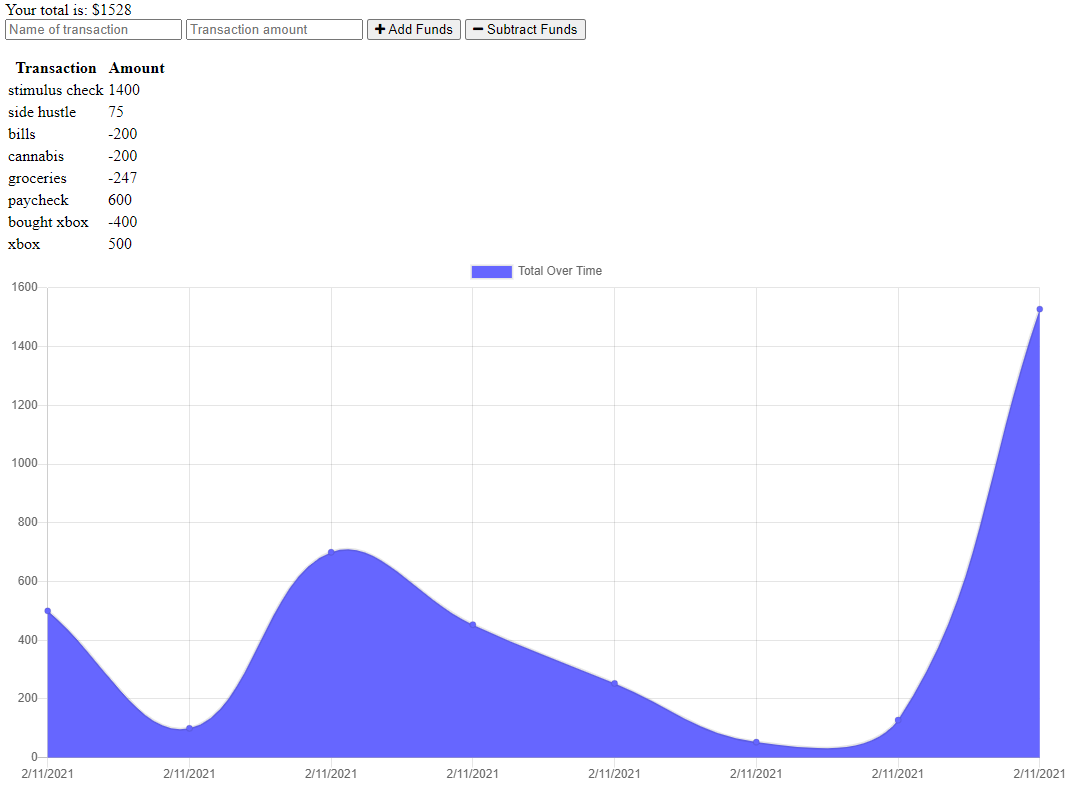 Your total is: $1528
Name of transaction Transaction amount + Add Funds − Subtract Funds
Transaction Amount
stimulus check 1400
side hustle 75
bills -200
cannabis -200
groceries -247
paycheck 600
bought xbox -400
xbox 500
Total Over Time
1600
1400
1200
1000
800
600
400
200
0
2/11/2021 2/11/2021 2/11/2021 2/11/2021 2/11/2021 2/11/2021 2/11/2021 2/11/2021